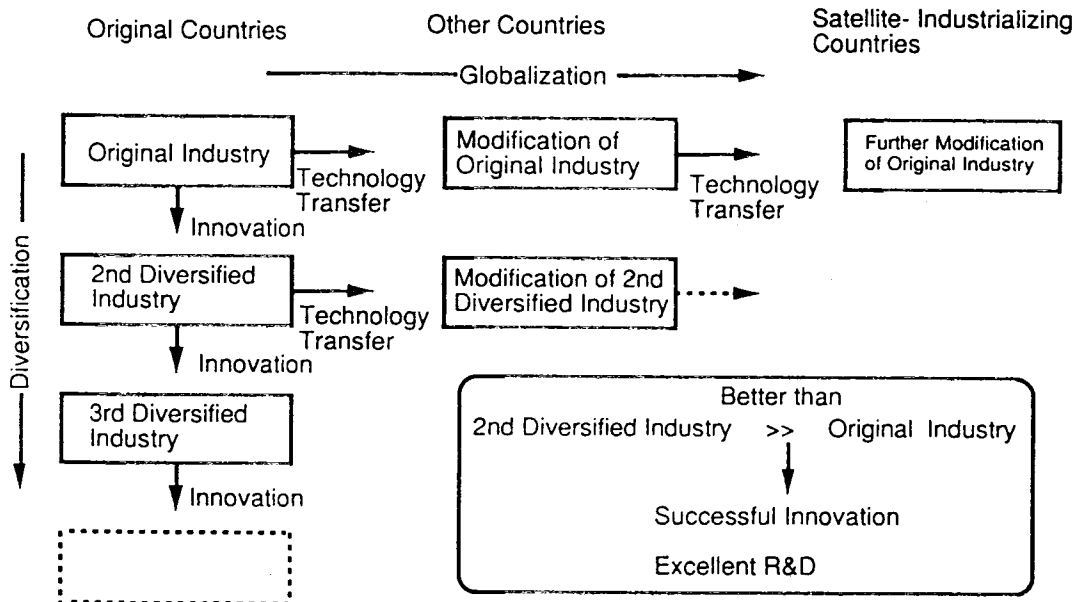 Original Countries
Other Countries
Satellite- Industrializing
Countries
Globalization
Original Industry
Technology
Transfer
Modification of
Original Industry
Technology
Transfer
Further Modification
of Original Industry
Innovation
Diversification
2nd Diversified
Industry
Technology
Transfer
Modification of 2nd
Diversified Industry
Innovation
3rd Diversified
Industry
Innovation
Better than
2nd Diversified Industry >> Original Industry
Successful Innovation
Excellent R&D